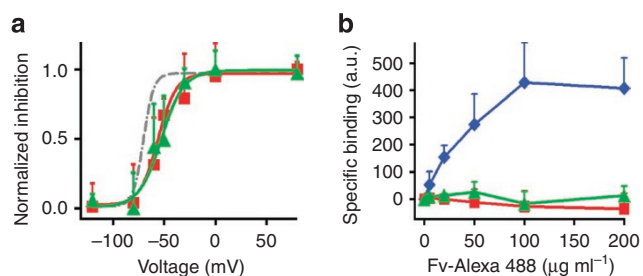 a
Normalized inhibition
1.0
0.5
0.0
−100 −50 0 50
Voltage (mV)
b
Specific binding (a.u.)
500
400
300
200
100
0
0 50 100 150 200
Fv-Alexa 488 (μg ml⁻¹)